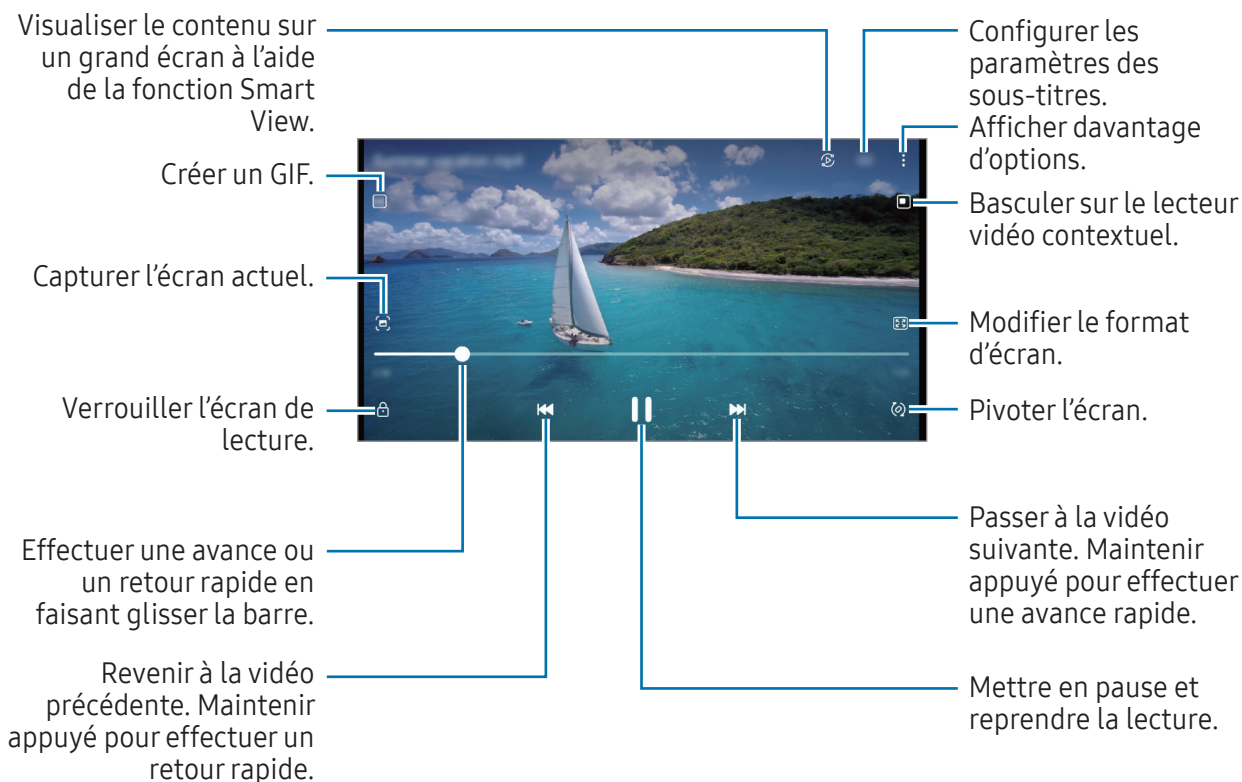 Visualiser le contenu sur
un grand écran à l’aide
de la fonction Smart
View.
Créer un GIF.
Capturer l’écran actuel.
Verrouiller l’écran de
lecture.
Effectuer une avance ou
un retour rapide en
faisant glisser la barre.
Revenir à la vidéo
précédente. Maintenir
appuyé pour effectuer un
retour rapide.
Configurer les
paramètres des
sous-titres.
Afficher davantage
d’options.
Basculer sur le lecteur
vidéo contextuel.
Modifier le format
d’écran.
Pivoter l’écran.
Passer à la vidéo
suivante. Maintenir
appuyé pour effectuer
une avance rapide.
Mettre en pause et
reprendre la lecture.